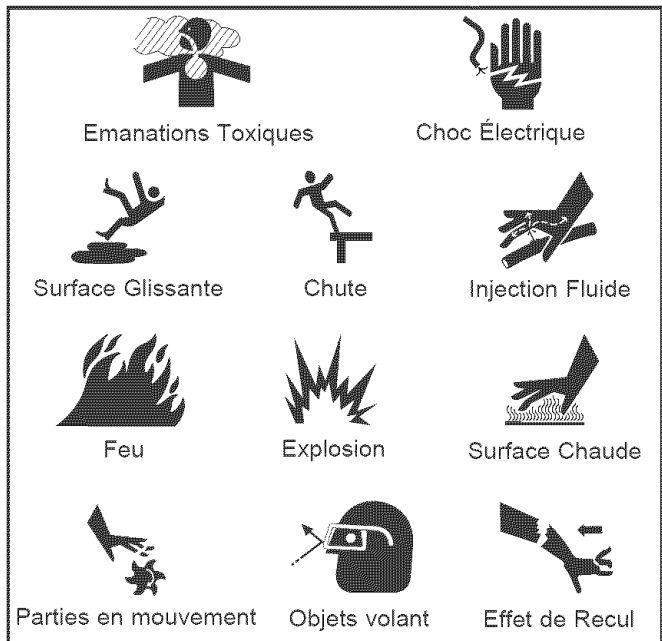 Emanations Toxiques
Choc Électrique
Surface Glissante
Chute
Injection Fluide
Feu
Explosion
Surface Chaude
Parties en mouvement
Objets volant
Effet de Recul